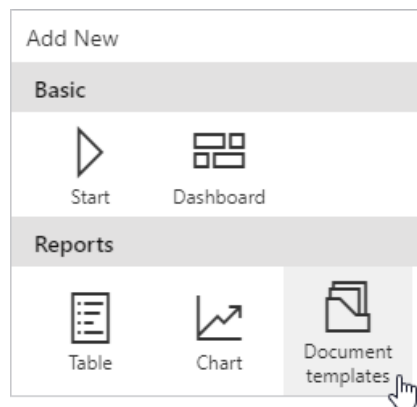 Add New
Basic
Start Dashboard
Reports
Table Chart Document
templates